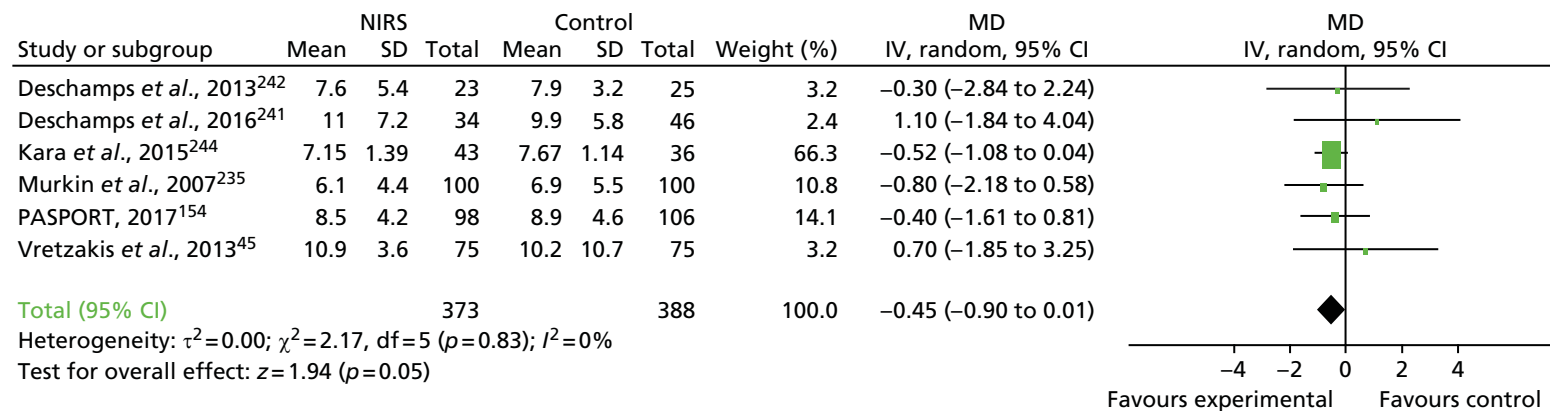 NIRS Control MD MD
Study or subgroup Mean SD Total Mean SD Total Weight (%) IV, random, 95% CI IV, random, 95% CI
Deschamps et al., 2013²⁴² 7.6 5.4 23 7.9 3.2 25 3.2 −0.30 (−2.84 to 2.24)
Deschamps et al., 2016²⁴¹ 11 7.2 34 9.9 5.8 46 2.4 1.10 (−1.84 to 4.04)
Kara et al., 2015²⁴⁴ 7.15 1.39 43 7.67 1.14 36 66.3 −0.52 (−1.08 to 0.04)
Murkin et al., 2007²³⁵ 6.1 4.4 100 6.9 5.5 100 10.8 −0.80 (−2.18 to 0.58)
PASPORT, 2017¹⁵⁴ 8.5 4.2 98 8.9 4.6 106 14.1 −0.40 (−1.61 to 0.81)
Vretzakis et al., 2013⁴⁵ 10.9 3.6 75 10.2 10.7 75 3.2 0.70 (−1.85 to 3.25)
Total (95% CI) 373 388 100.0 −0.45 (−0.90 to 0.01)
Heterogeneity: τ²=0.00; χ²=2.17, df=5 (p=0.83); I²=0%
Test for overall effect: z=1.94 (p=0.05)
−4 −2 0 2 4
Favours experimental Favours control